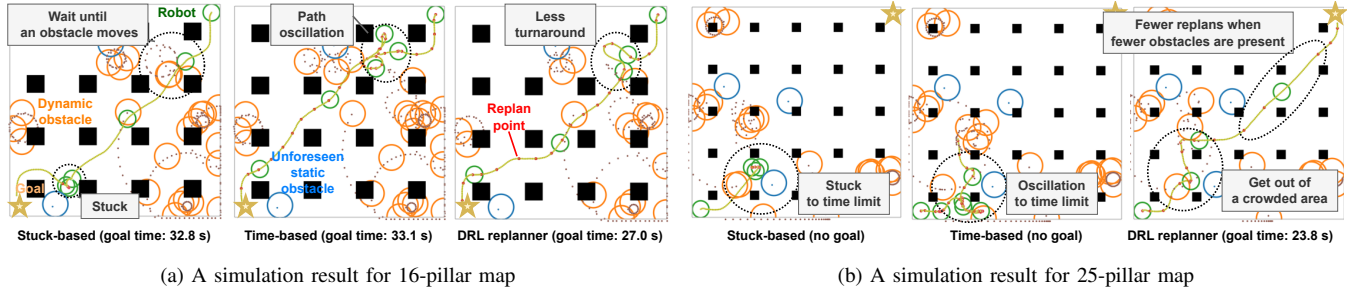 Wait until
an obstacle moves
Robot
Dynamic
obstacle
Goal
Stuck
Stuck-based (goal time: 32.8 s)
Path
oscillation
Unforeseen
static
obstacle
Time-based (goal time: 33.1 s)
Less
turnaround
Replan
point
DRL replanner (goal time: 27.0 s)
(a) A simulation result for 16-pillar map
Stuck
to time limit
Stuck-based (no goal)
Oscillation
to time limit
Time-based (no goal)
Fewer replans when
fewer obstacles are present
Get out of
a crowded area
DRL replanner (goal time: 23.8 s)
(b) A simulation result for 25-pillar map